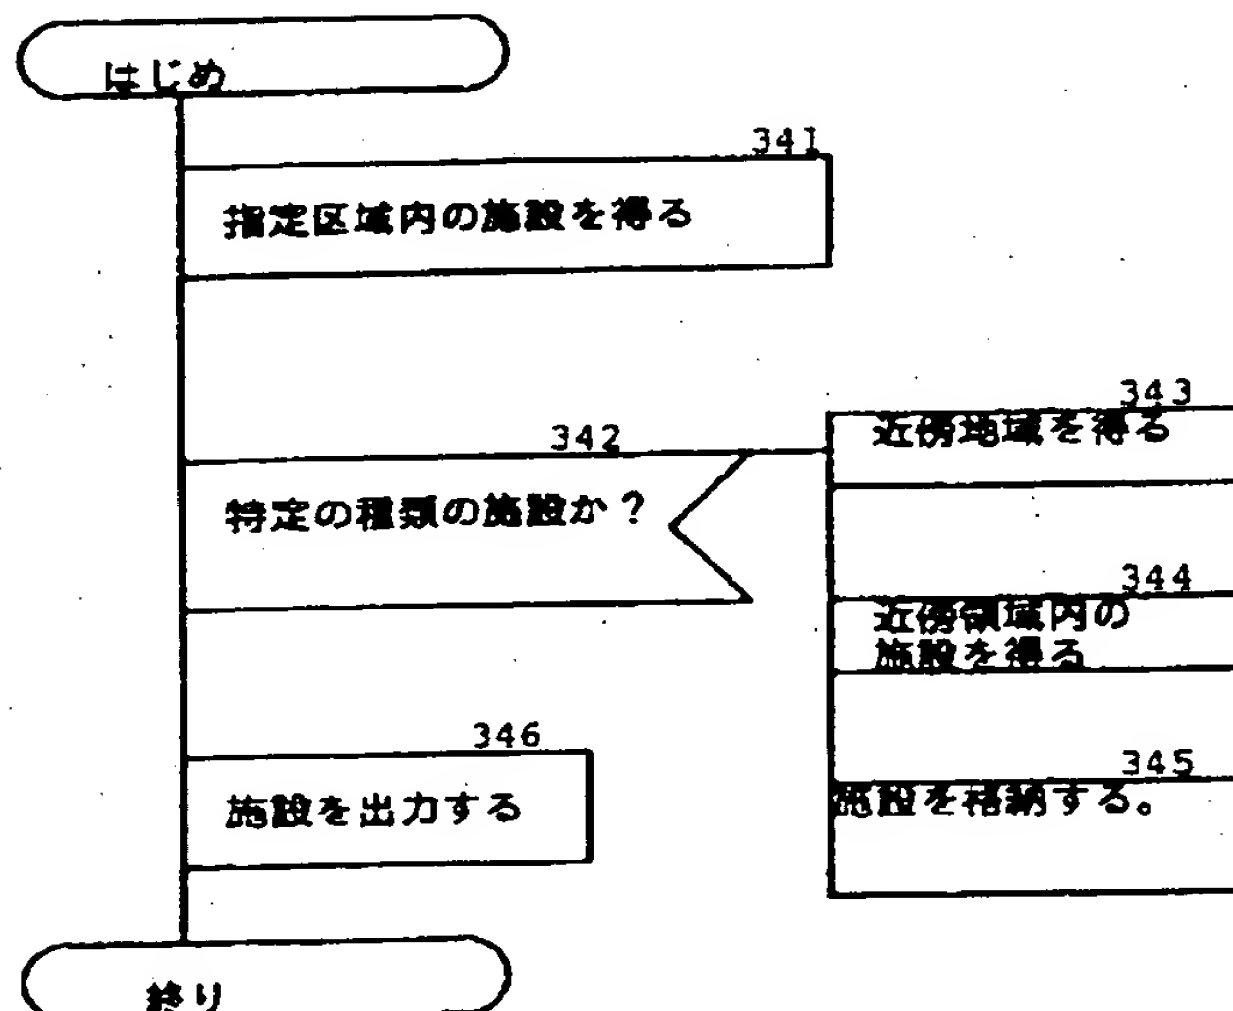 はじめ
341
指定区域内の施設を得る
342
特定の種類の施設か？
343
近傍地域を得る
344
近傍領域内の
施設を得る
345
施設を格納する。
346
施設を出力する
終り